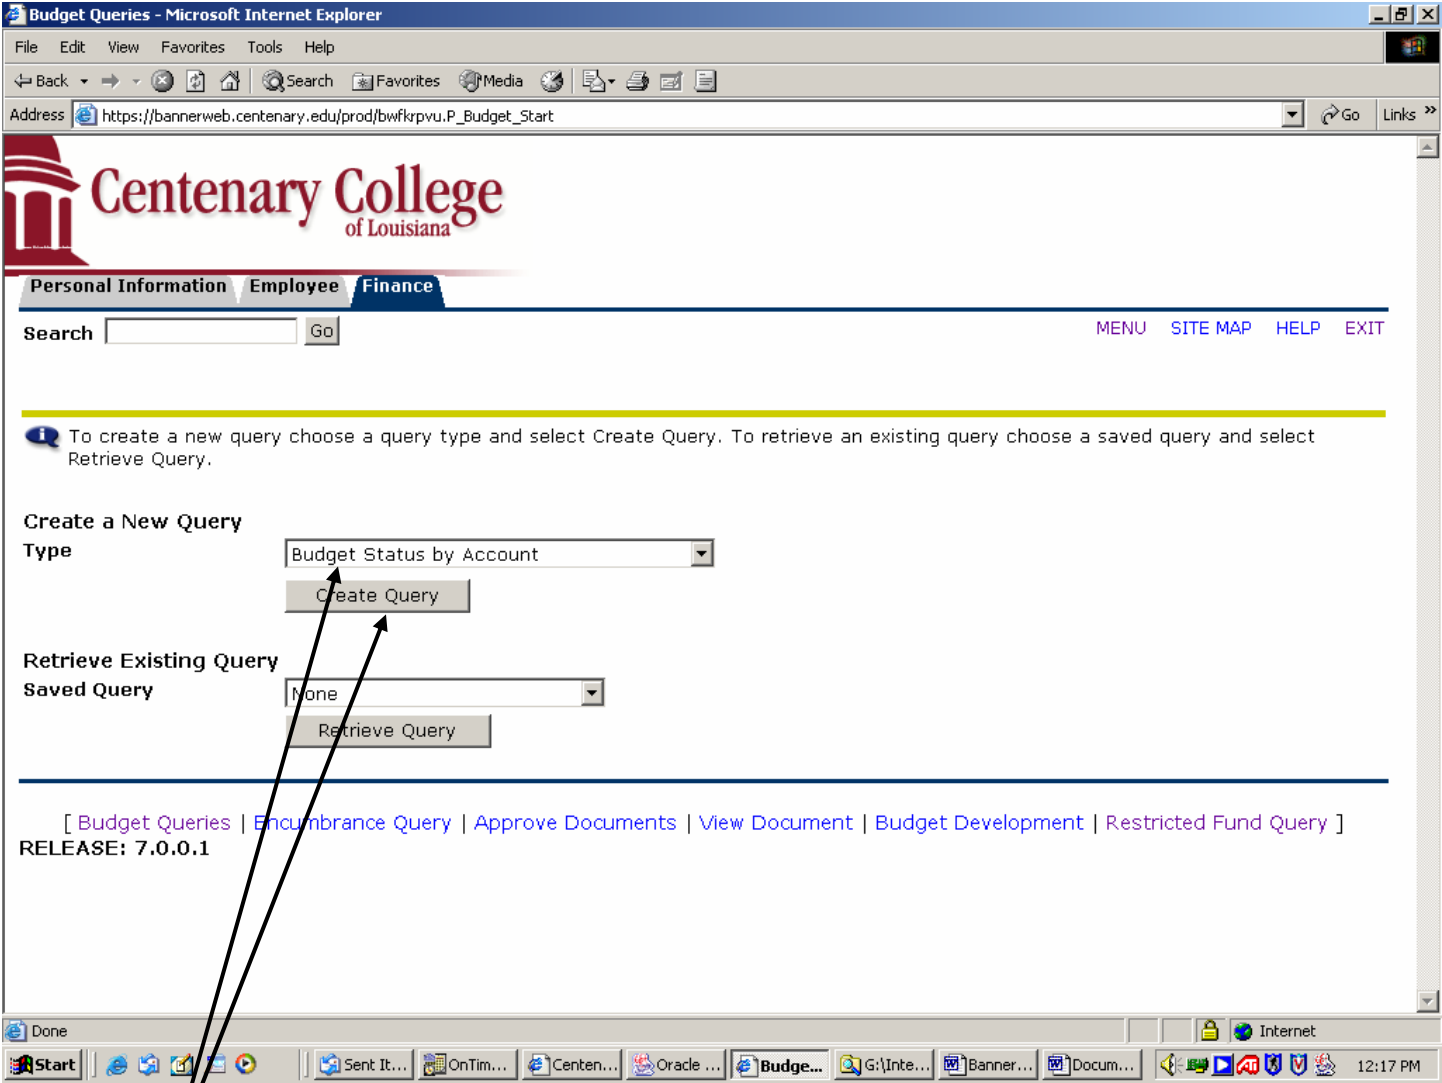 Budget Queries - Microsoft Internet Explorer
File Edit View Favorites Tools Help
Back Search Favorites Media
Address https://bannerweb.centenary.edu/prod/bwfkrpvu.P_Budget_Start Go Links »
Centenary College
of Louisiana
Personal Information Employee Finance
Search Go MENU SITE MAP HELP EXIT
To create a new query choose a query type and select Create Query. To retrieve an existing query choose a saved query and select
Retrieve Query.
Create a New Query
Type Budget Status by Account
Create Query
Retrieve Existing Query
Saved Query None
Retrieve Query
[ Budget Queries | Encumbrance Query | Approve Documents | View Document | Budget Development | Restricted Fund Query ]
RELEASE: 7.0.0.1
Done Internet
Start Sent It... OnTim... Centen... Oracle ... Budge... G:\Inte... Banner... Docum... 12:17 PM